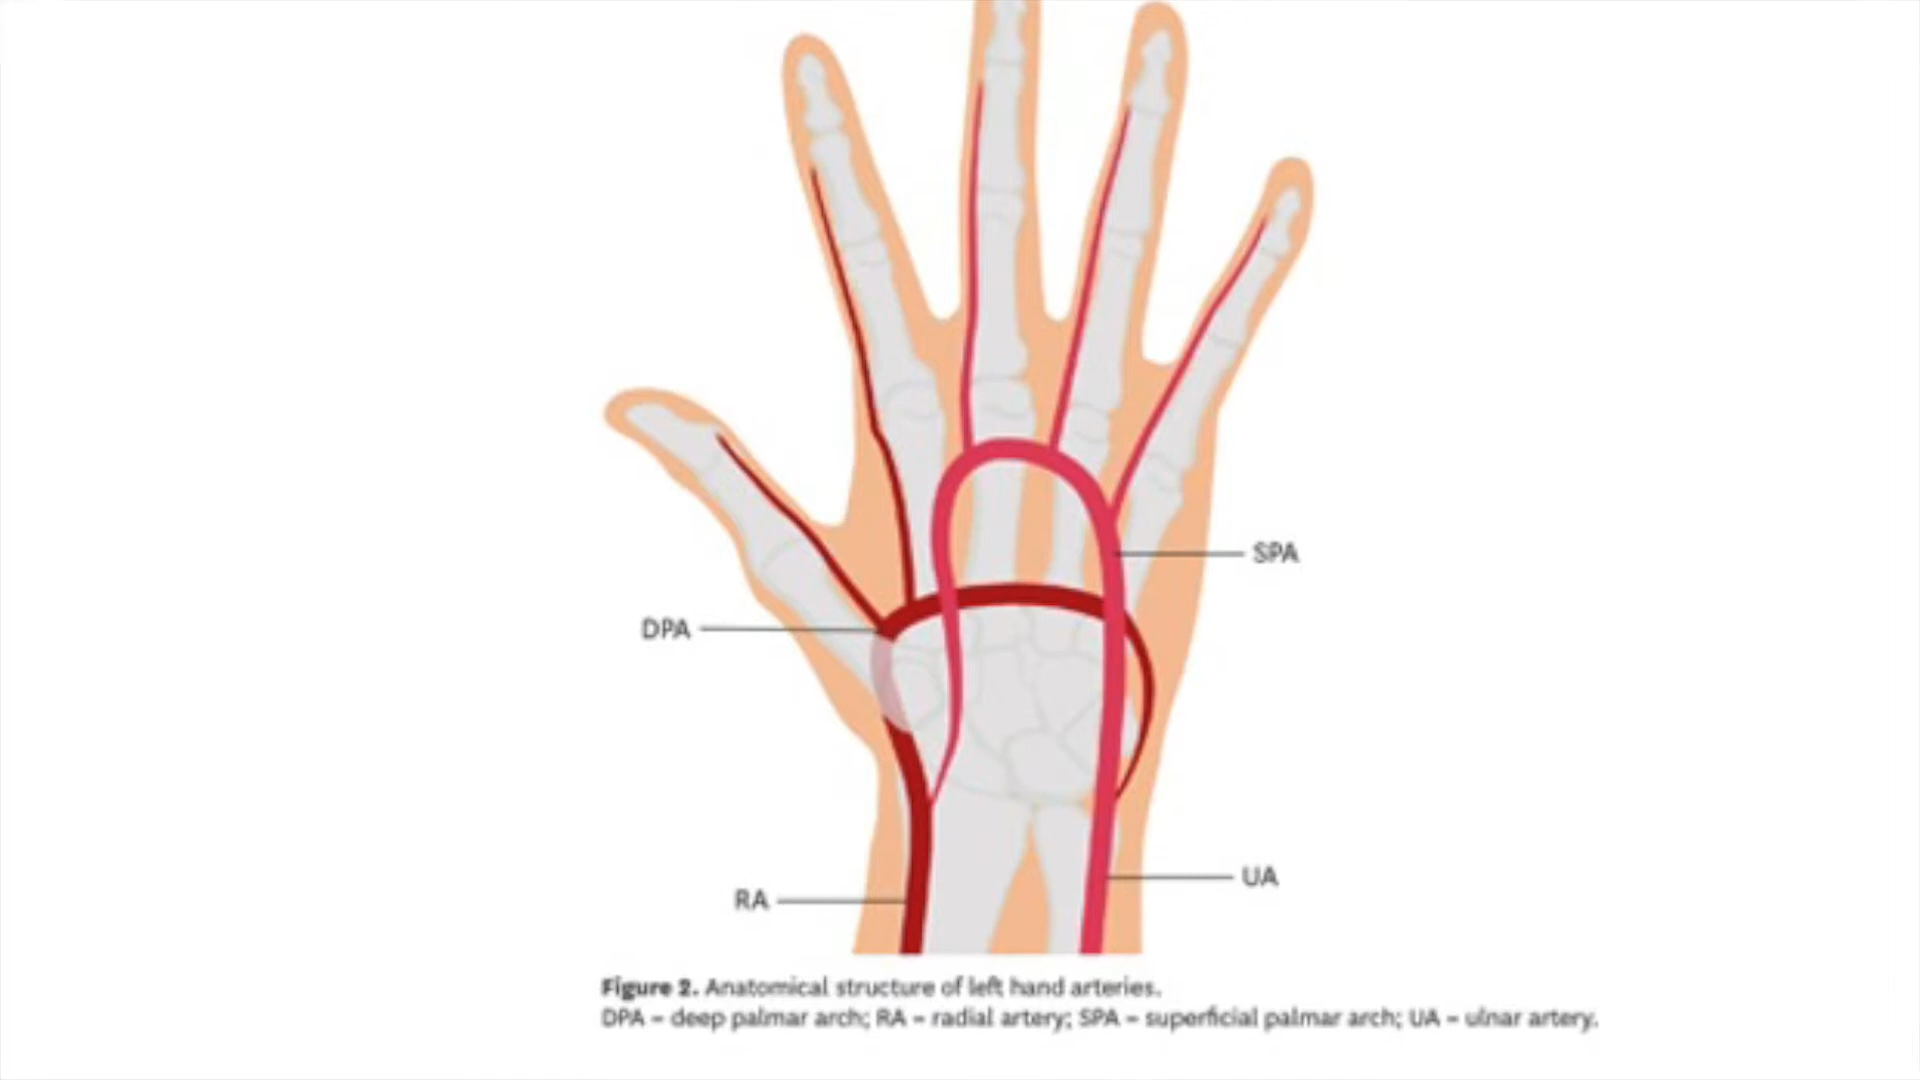 SPA
DPA
UA
RA
Figure 2. Anatomical structure of left hand arteries.
DPA – deep palmar arch; RA – radial artery; SPA – superficial palmar arch; UA – ulnar artery.